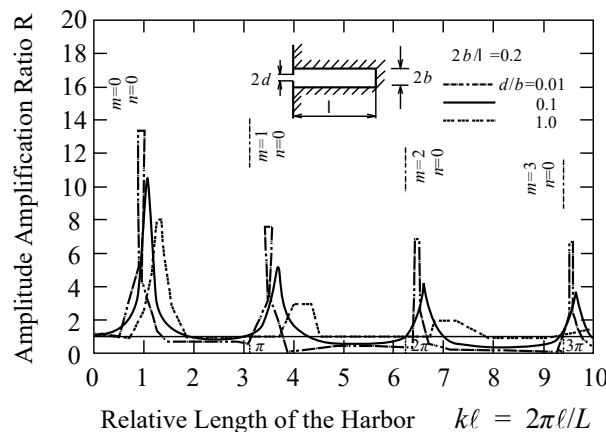 Amplitude Amplification Ratio R
20
18
16
14
12
10
8
6
4
2
0
m=0
n=0
m=1
n=0
m=2
n=0
m=3
n=0
2d
2b
l
2b/l=0.2
d/b=0.01
0.1
1.0
π
2π
3π
0 1 2 3 4 5 6 7 8 9 10
Relative Length of the Harbor kℓ = 2πℓ/L